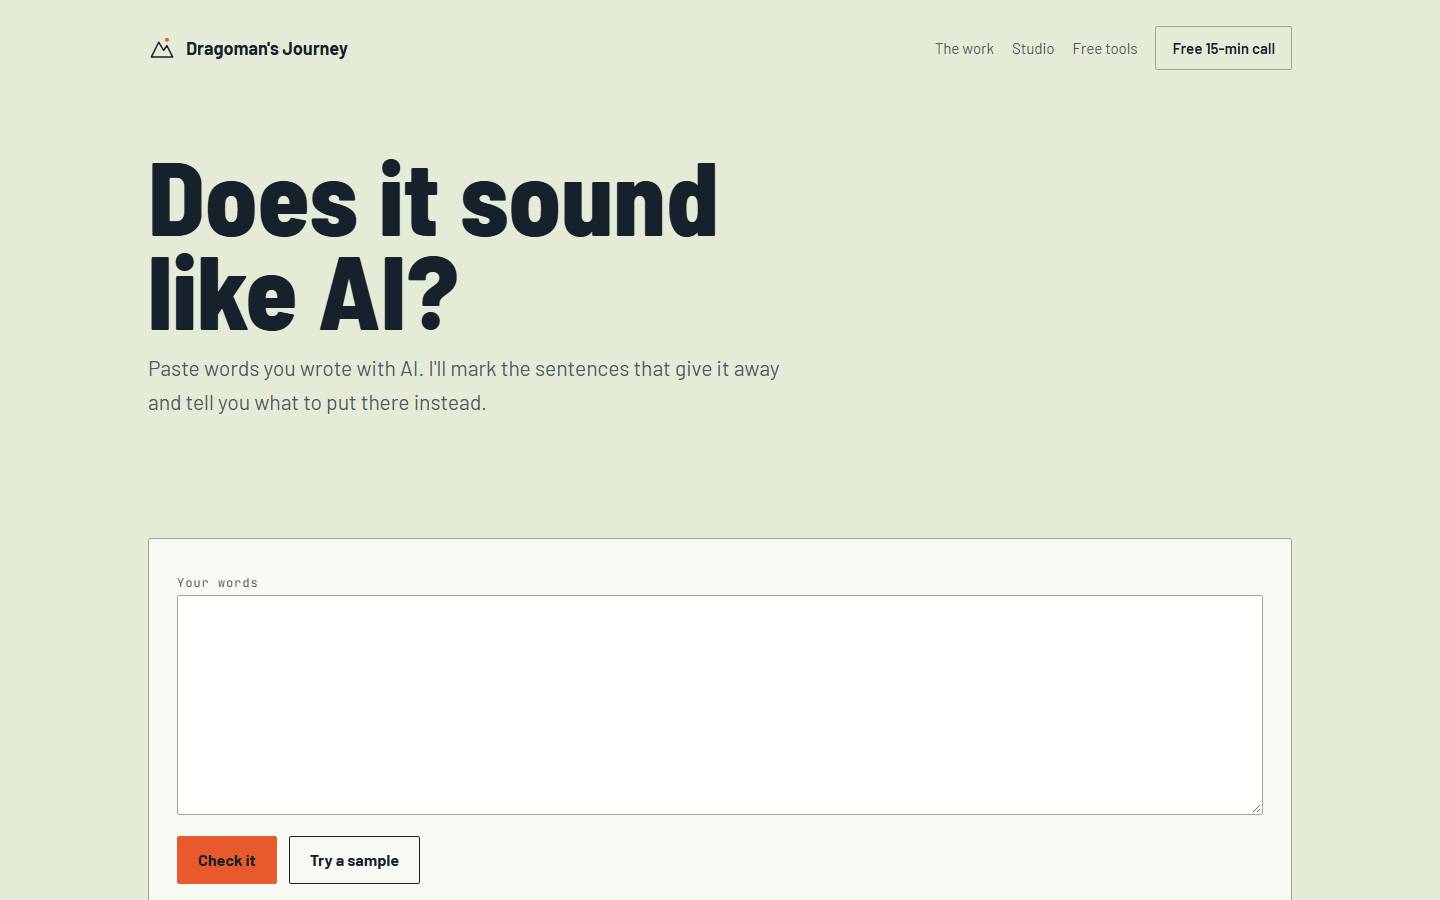 Dragoman's Journey
The work
Studio
Free tools
Free 15-min call
Does it sound
like AI?
Paste words you wrote with AI. I'll mark the sentences that give it away
and tell you what to put there instead.
Your words
Check it
Try a sample